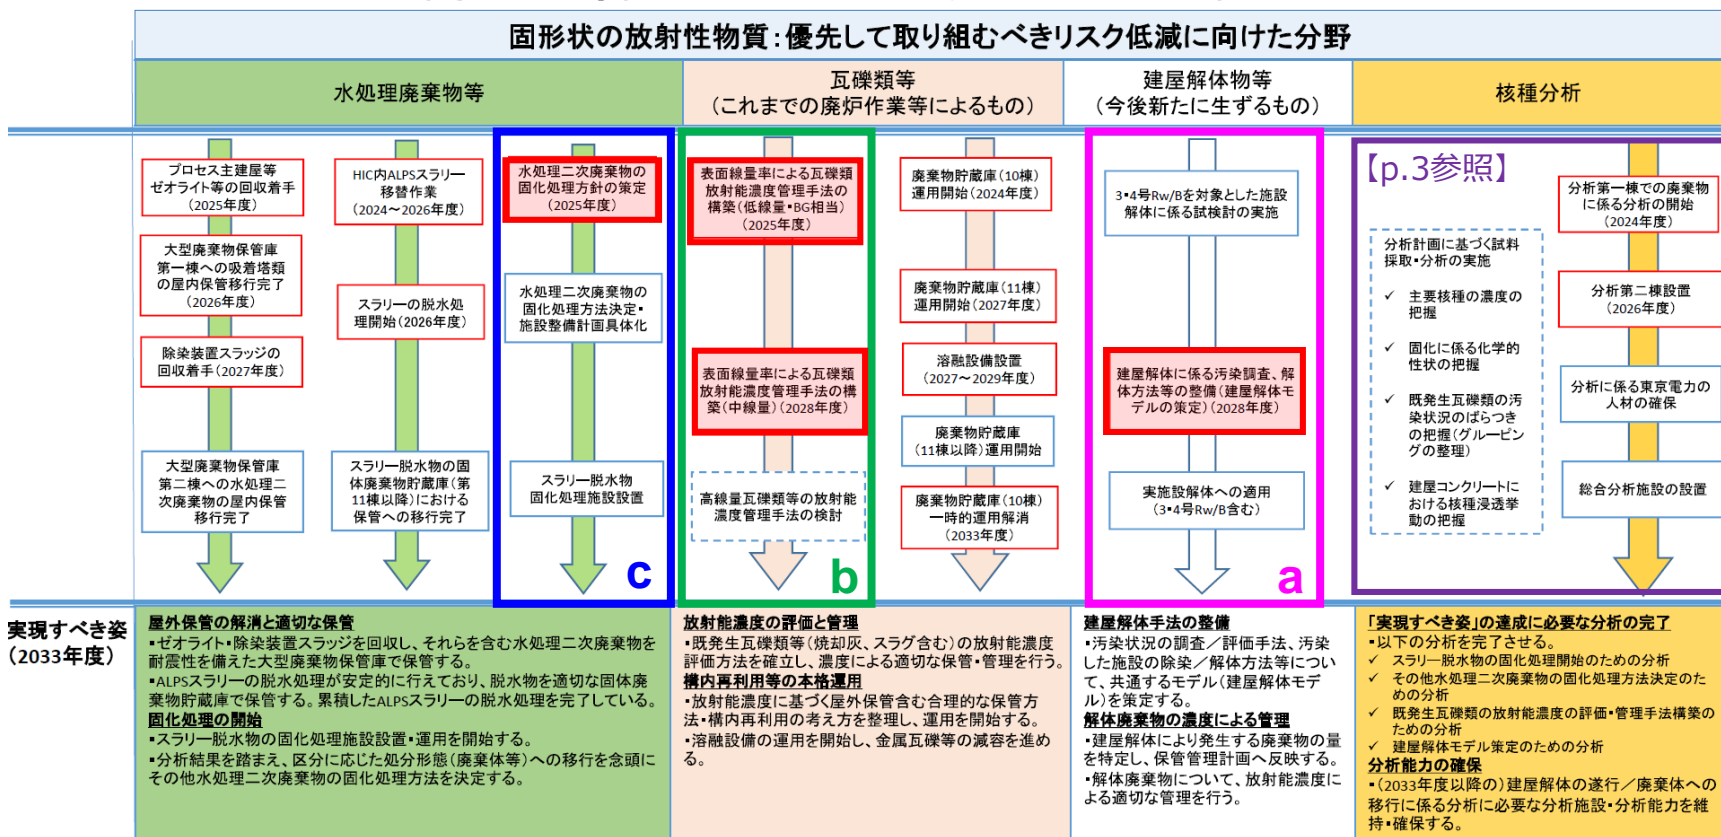 固形状の放射性物質：優先して取り組むべきリスク低減に向けた分野
水処理廃棄物等
瓦礫類等
（これまでの廃炉作業等によるもの）
建屋解体物等
（今後新たに生ずるもの）
核種分析
プロセス主建屋等
ゼオライト等の回収着手
（2025年度）
大型廃棄物保管庫
第一棟への吸着塔類
の屋内保管移行完了
（2026年度）
除染装置スラッジの
回収着手（2027年度）
大型廃棄物保管庫
第二棟への水処理二
次廃棄物の屋内保管
移行完了
HIC内ALPSスラリー
移替作業
（2024～2026年度）
スラリーの脱水処
理開始（2026年度）
スラリー脱水物の固
体廃棄物貯蔵庫（第
11棟以降）における
保管への移行完了
水処理二次廃棄物の
固化処理方針の策定
（2025年度）
水処理二次廃棄物の
固化処理方法決定・
施設整備計画具体化
スラリー脱水物
固化処理施設設置
c
表面線量率による瓦礫類
放射能濃度管理手法の
構築（低線量・BG相当）
（2025年度）
表面線量率による瓦礫類
放射能濃度管理手法の構
築（中線量）（2028年度）
高線量瓦礫類等の放射能
濃度管理手法の検討
b
廃棄物貯蔵庫（10棟）
運用開始（2024年度）
廃棄物貯蔵庫（11棟）
運用開始（2027年度）
溶融設備設置
（2027～2029年度）
廃棄物貯蔵庫
（11棟以降）運用開始
廃棄物貯蔵庫（10棟）
一時的運用解消
（2033年度）
3・4号Rw/Bを対象とした施設
解体に係る試検討の実施
建屋解体に係る汚染調査、解
体方法等の整備（建屋解体モ
デルの策定）（2028年度）
実施設解体への適用
（3・4号Rw/B含む）
a
【p.3参照】
分析計画に基づく試料
採取・分析の実施
✓ 主要核種の濃度の
把握
✓ 固化に係る化学的
性状の把握
✓ 既発生瓦礫類の汚
染状況のばらつき
の把握（グルーピン
グの整理）
✓ 建屋コンクリートに
おける核種浸透挙
動の把握
分析第一棟での廃棄物
に係る分析の開始
（2024年度）
分析第二棟設置
（2026年度）
分析に係る東京電力の
人材の確保
総合分析施設の設置
実現すべき姿
（2033年度）
屋外保管の解消と適切な保管
・ゼオライト・除染装置スラッジを回収し、それらを含む水処理二次廃棄物を
耐震性を備えた大型廃棄物保管庫で保管する。
・ALPSスラリーの脱水処理が安定的に行えており、脱水物を適切な固体廃
棄物貯蔵庫で保管する。累積したALPSスラリーの脱水処理を完了している。
固化処理の開始
・スラリー脱水物の固化処理施設設置・運用を開始する。
・分析結果を踏まえ、区分に応じた処分形態（廃棄体等）への移行を念頭に
その他水処理二次廃棄物の固化処理方法を決定する。
放射能濃度の評価と管理
・既発生瓦礫類等（焼却灰、スラグ含む）の放射能濃度
評価方法を確立し、濃度による適切な保管・管理を行う。
構内再利用等の本格運用
・放射能濃度に基づく屋外保管含む合理的な保管方
法・構内再利用の考え方を整理し、運用を開始する。
・溶融設備の運用を開始し、金属瓦礫等の減容を進め
る。
建屋解体手法の整備
・汚染状況の調査／評価手法、汚染
した施設の除染／解体方法等につい
て、共通するモデル（建屋解体モデ
ル）を策定する。
解体廃棄物の濃度による管理
・建屋解体により発生する廃棄物の量
を特定し、保管管理計画へ反映する。
・解体廃棄物について、放射能濃度に
よる適切な管理を行う。
「実現すべき姿」の達成に必要な分析の完了
・以下の分析を完了させる。
✓ スラリー脱水物の固化処理開始のための分析
✓ その他水処理二次廃棄物の固化処理方法決定のた
めの分析
✓ 既発生瓦礫類の放射能濃度の評価・管理手法構築
のための分析
✓ 建屋解体モデル策定のための分析
分析能力の確保
・（2033年度以降の）建屋解体の遂行／廃棄体への
移行に係る分析に必要な分析施設・分析能力を維
持・確保する。